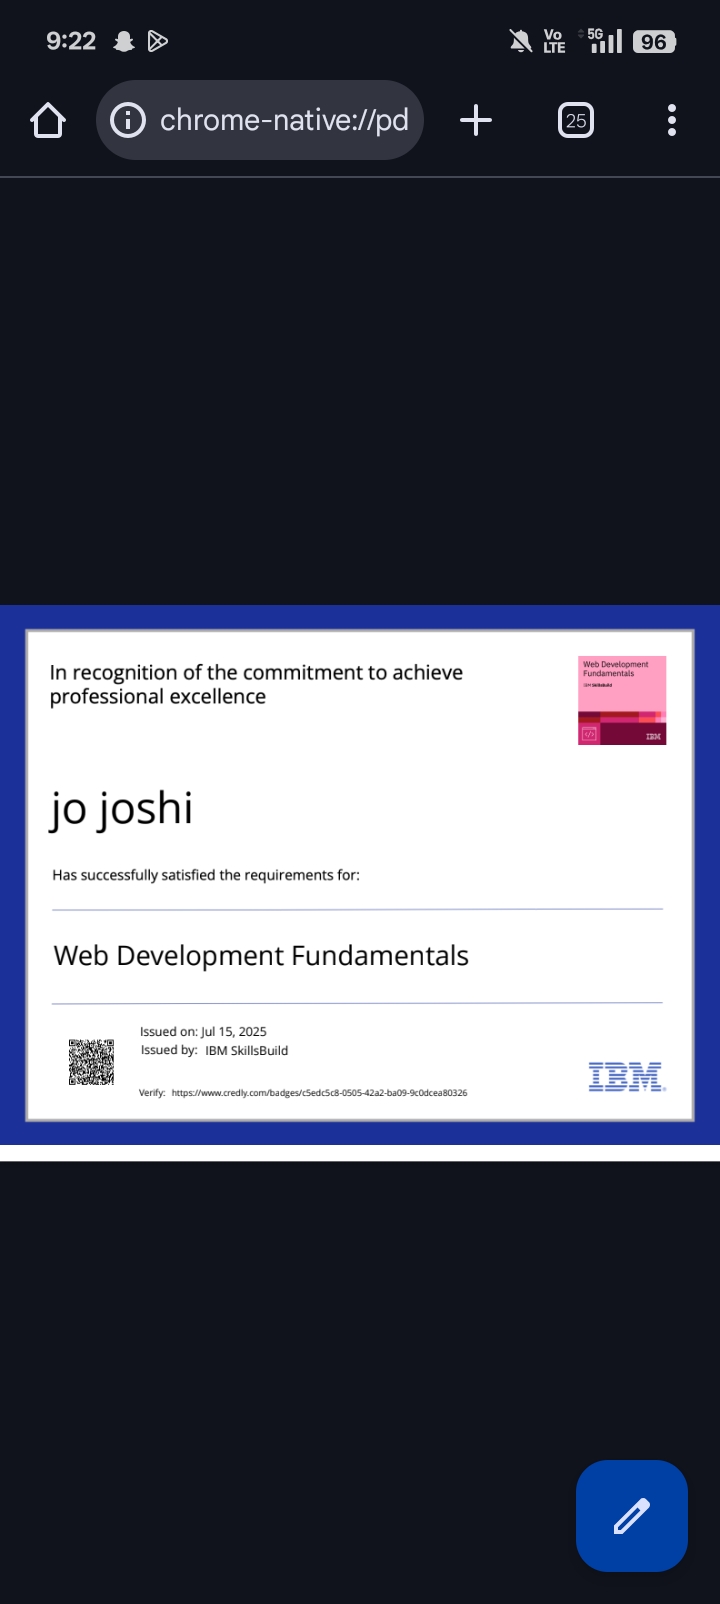 9:22
Vo LTE
5G
96
chrome-native://pd
25
In recognition of the commitment to achieve
professional excellence
Web Development
Fundamentals
IBM SkillsBuild
</>
IBM
jo joshi
Has successfully satisfied the requirements for:
Web Development Fundamentals
Issued on: Jul 15, 2025
Issued by: IBM SkillsBuild
Verify: https://www.credly.com/badges/c5edc5c8-0505-42a2-ba09-9c0dcea80326
IBM.